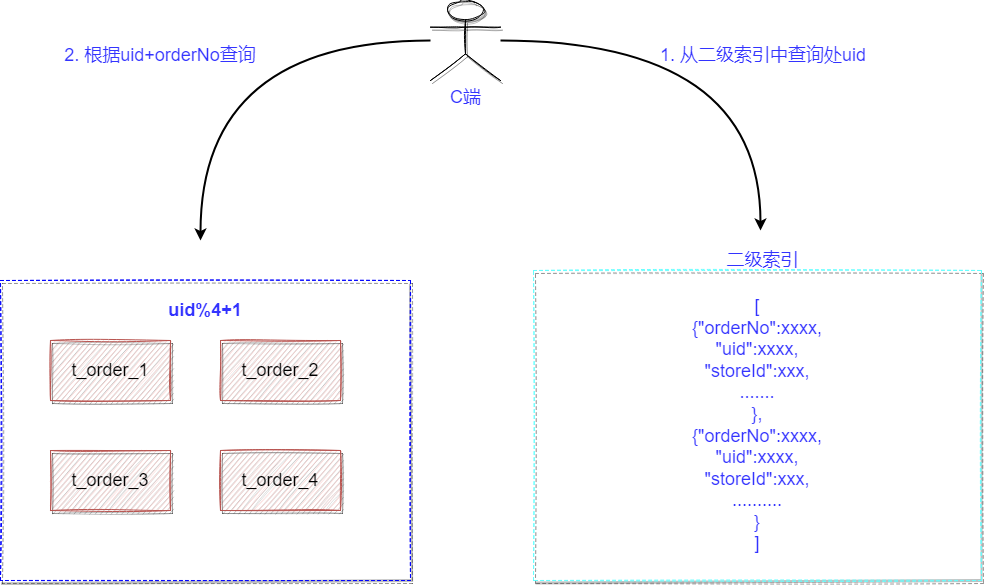 2. 根据uid+orderNo查询
1. 从二级索引中查询处uid
C端
uid%4+1
t_order_1
t_order_2
t_order_3
t_order_4
二级索引
[
{"orderNo":xxxx,
"uid":xxxx,
"storeId":xxx,
.......
},
{"orderNo":xxxx,
"uid":xxxx,
"storeId":xxx,
..........
}
]